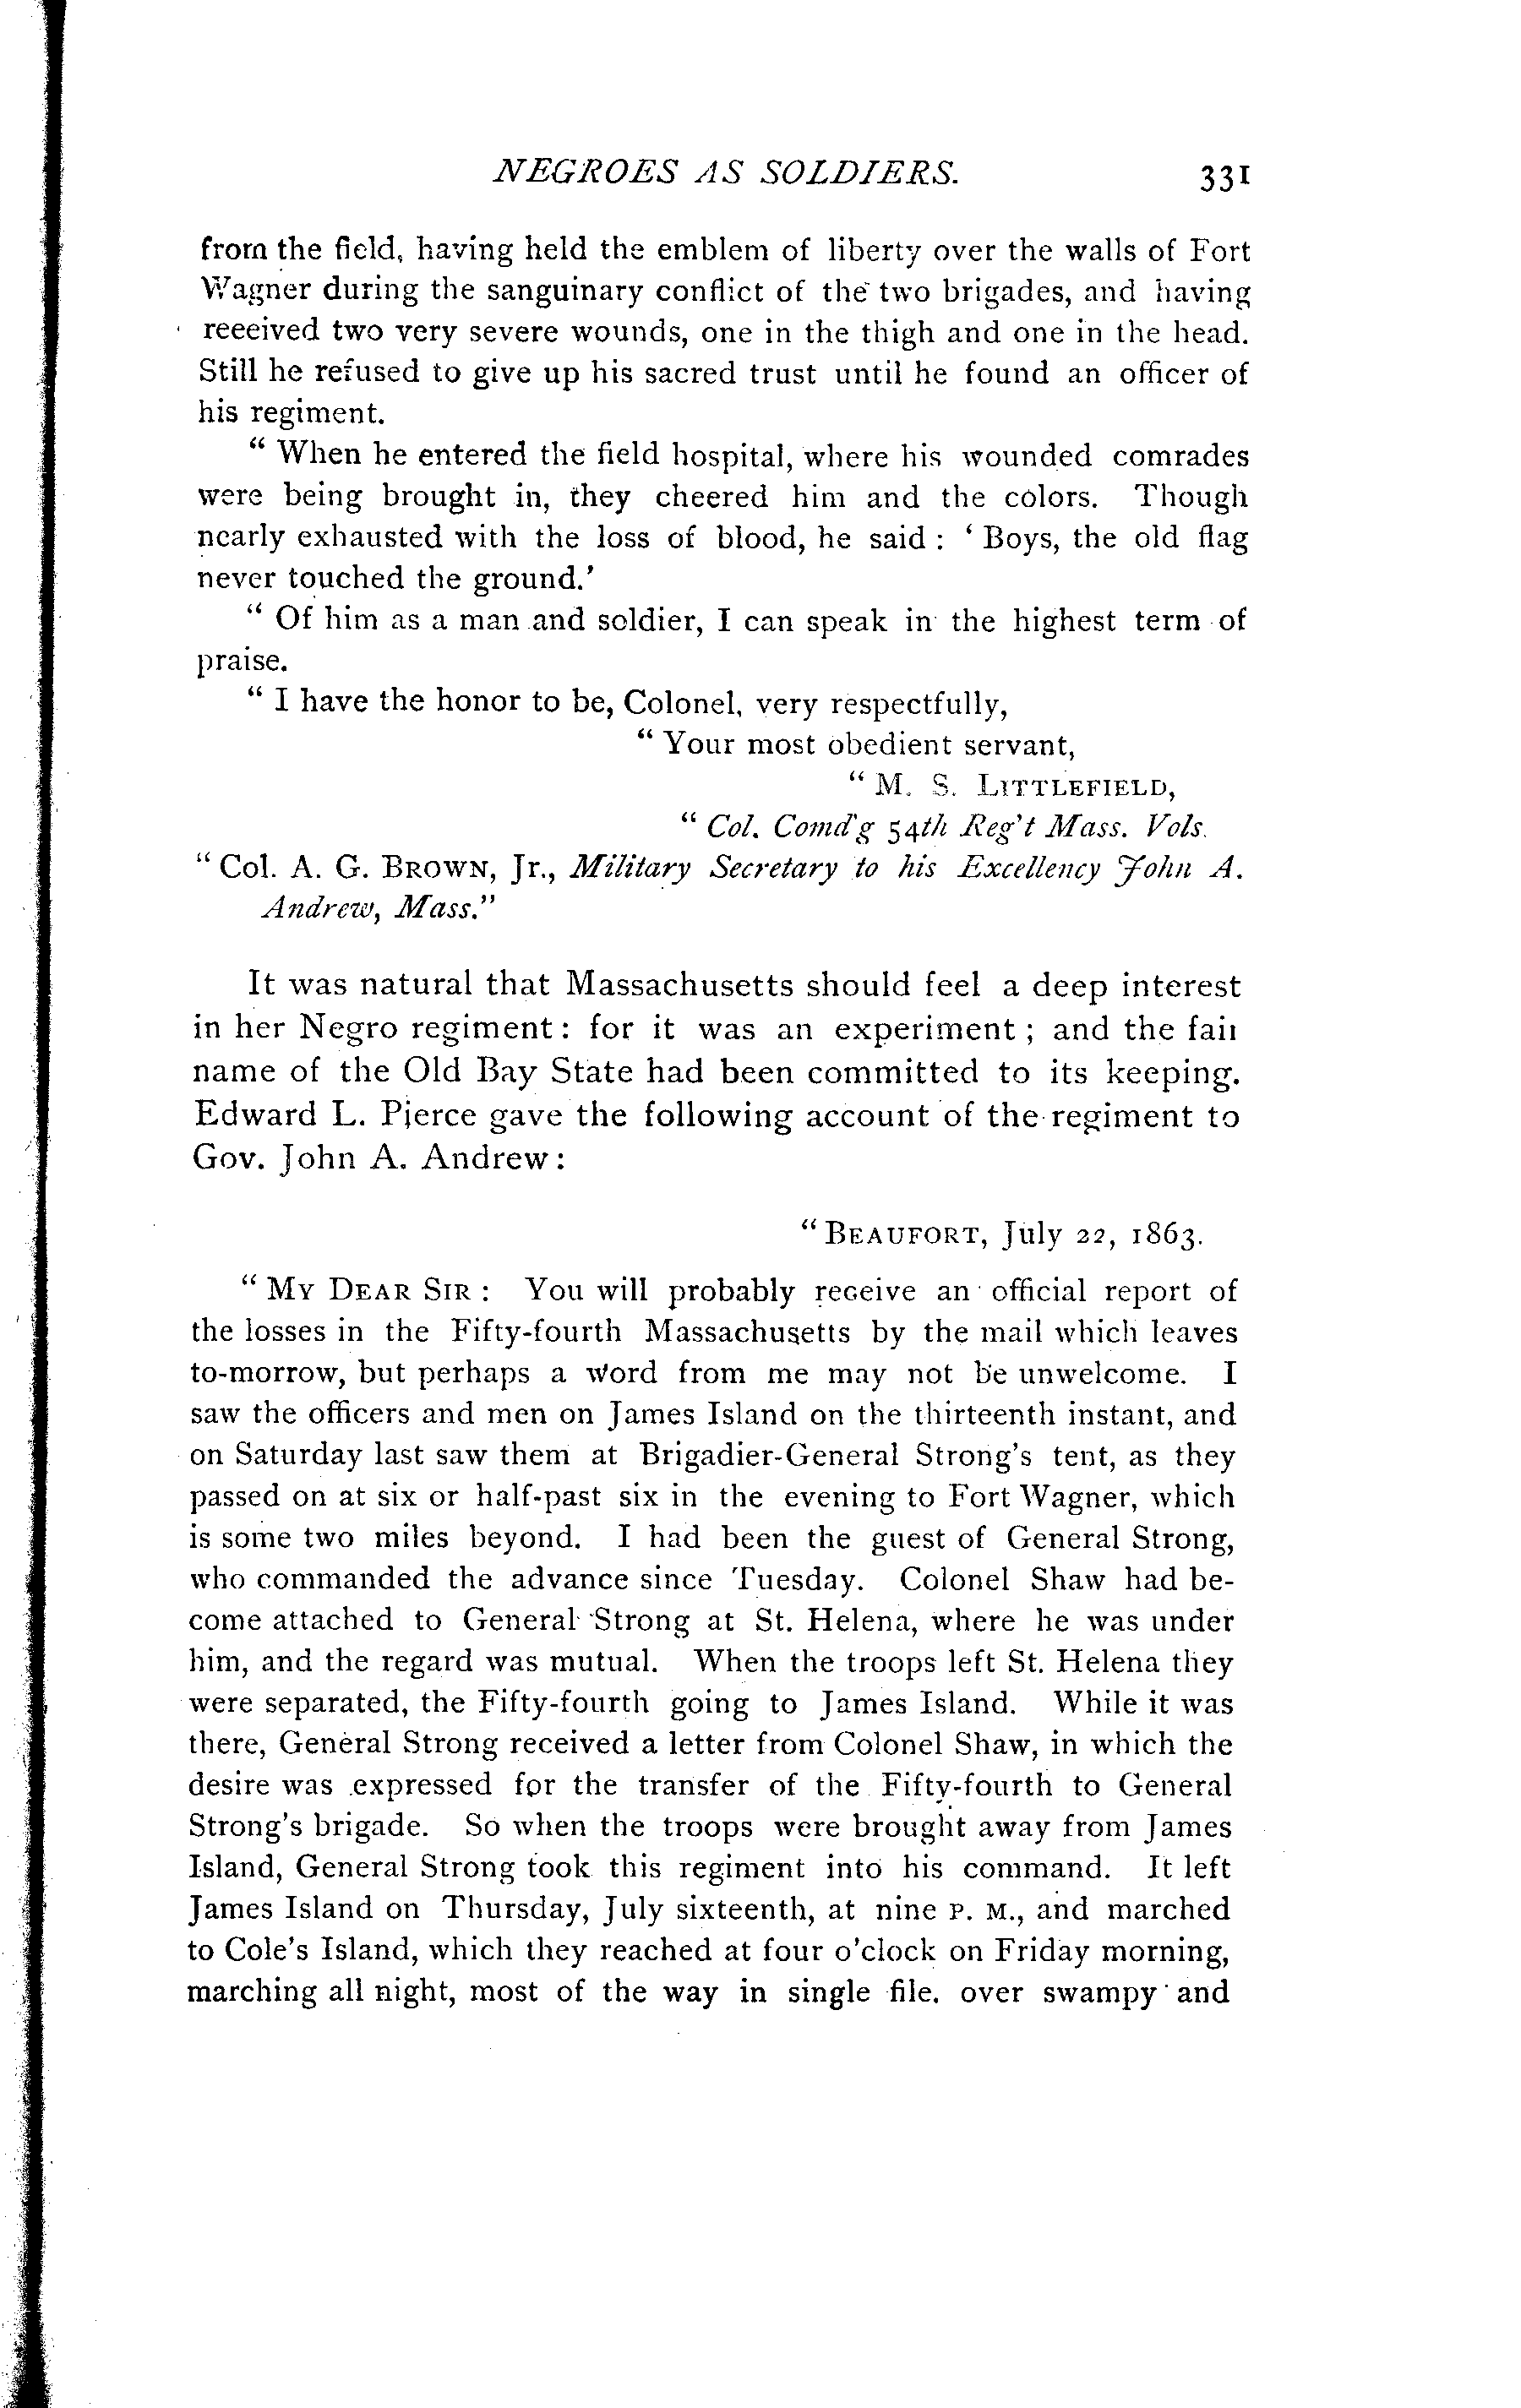 NEGROES AS SOLDIERS. 331
from the field, having held the emblem of liberty over the walls of Fort
Wagner during the sanguinary conflict of the two brigades, and having
reeeived two very severe wounds, one in the thigh and one in the head.
Still he refused to give up his sacred trust until he found an officer of
his regiment.
“ When he entered the field hospital, where his wounded comrades
were being brought in, they cheered him and the colors. Though
nearly exhausted with the loss of blood, he said : ‘ Boys, the old flag
never touched the ground.’
“ Of him as a man and soldier, I can speak in the highest term of
praise.
“ I have the honor to be, Colonel, very respectfully,
“ Your most obedient servant,
“ M. S. LITTLEFIELD,
“ Col. Comd’g 54th Reg’t Mass. Vols.
“ Col. A. G. BROWN, Jr., Military Secretary to his Excellency John A.
Andrew, Mass.”
It was natural that Massachusetts should feel a deep interest
in her Negro regiment : for it was an experiment ; and the fair
name of the Old Bay State had been committed to its keeping.
Edward L. Pierce gave the following account of the regiment to
Gov. John A. Andrew :
“ BEAUFORT, July 22, 1863.
“ MY DEAR SIR : You will probably receive an official report of
the losses in the Fifty-fourth Massachusetts by the mail which leaves
to-morrow, but perhaps a word from me may not be unwelcome. I
saw the officers and men on James Island on the thirteenth instant, and
on Saturday last saw them at Brigadier-General Strong’s tent, as they
passed on at six or half-past six in the evening to Fort Wagner, which
is some two miles beyond. I had been the guest of General Strong,
who commanded the advance since Tuesday. Colonel Shaw had be-
come attached to General Strong at St. Helena, where he was under
him, and the regard was mutual. When the troops left St. Helena they
were separated, the Fifty-fourth going to James Island. While it was
there, General Strong received a letter from Colonel Shaw, in which the
desire was expressed for the transfer of the Fifty-fourth to General
Strong’s brigade. So when the troops were brought away from James
Island, General Strong took this regiment into his command. It left
James Island on Thursday, July sixteenth, at nine P. M., and marched
to Cole’s Island, which they reached at four o’clock on Friday morning,
marching all night, most of the way in single file. over swampy and